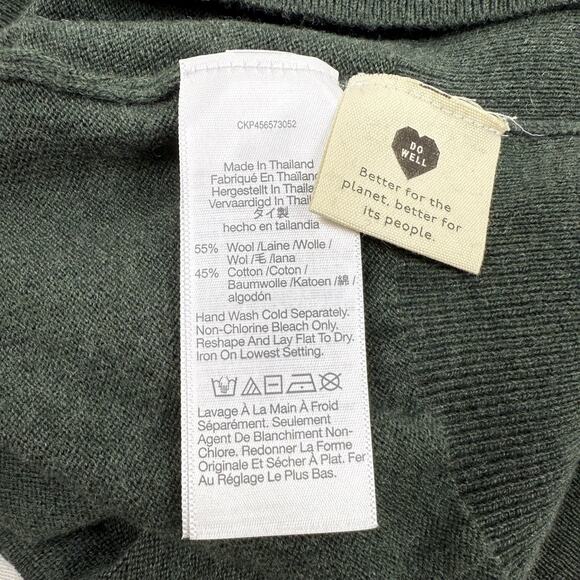 CKP456573052
Made In Thailand
Fabriqué En Thaïland
Hergestellt In Thaila
Vervaardigd In Thai
タイ製
hecho en tailandia
55% Wool /Laine /Wolle /
Wol /毛 /lana
45% Cotton /Coton /
Baumwolle /Katoen /綿 /
algodón
Hand Wash Cold Separately.
Non-Chlorine Bleach Only,
Reshape And Lay Flat To Dry.
Iron On Lowest Setting.
Lavage À La Main À Froid
Séparément. Seulement
Agent De Blanchiment Non-
Chlore. Redonner La Forme
Originale Et Sécher À Plat. Fer
Au Réglage Le Plus Bas.
DO
WELL
Better for the
planet, better for
its people.